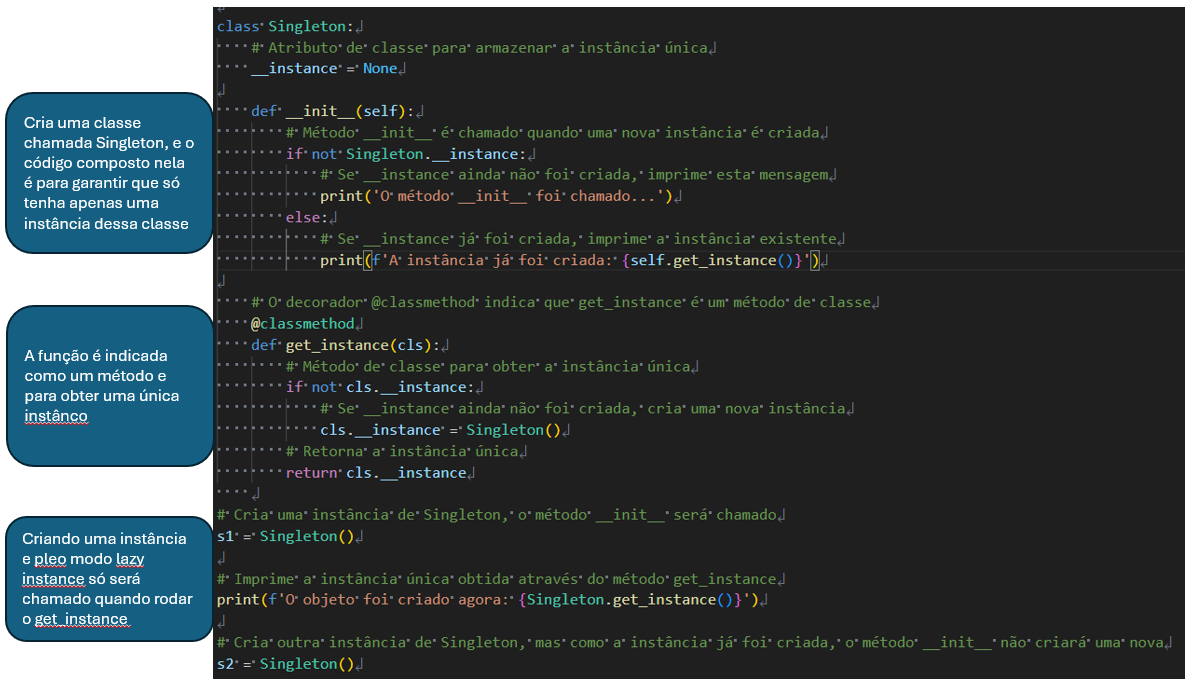 class Singleton:
# Atributo de classe para armazenar a instância única
__instance = None
Cria uma classe
chamada Singleton, e o
código composto nela
é para garantir que só
tenha apenas uma
instância dessa classe
def __init__(self):
# Método __init__ é chamado quando uma nova instância é criada
if not Singleton.__instance:
# Se __instance ainda não foi criada, imprime esta mensagem
print('O método __init__ foi chamado...')
else:
# Se __instance já foi criada, imprime a instância existente
print(f'A instância já foi criada: {self.get_instance()}')
# O decorador @classmethod indica que get_instance é um método de classe
@classmethod
def get_instance(cls):
A função é indicada
como um método e
para obter uma única
instânco
# Método de classe para obter a instância única
if not cls.__instance:
# Se __instance ainda não foi criada, cria uma nova instância
cls.__instance = Singleton()
# Retorna a instância única
return cls.__instance
# Cria uma instância de Singleton, o método __init__ será chamado
s1 = Singleton()
Criando uma instância
e pleo modo lazy
instance só será
chamado quando rodar
o get_instance
# Imprime a instância única obtida através do método get_instance
print(f'O objeto foi criado agora: {Singleton.get_instance()}')
# Cria outra instância de Singleton, mas como a instância já foi criada, o método __init__ não criará uma nova
s2 = Singleton()